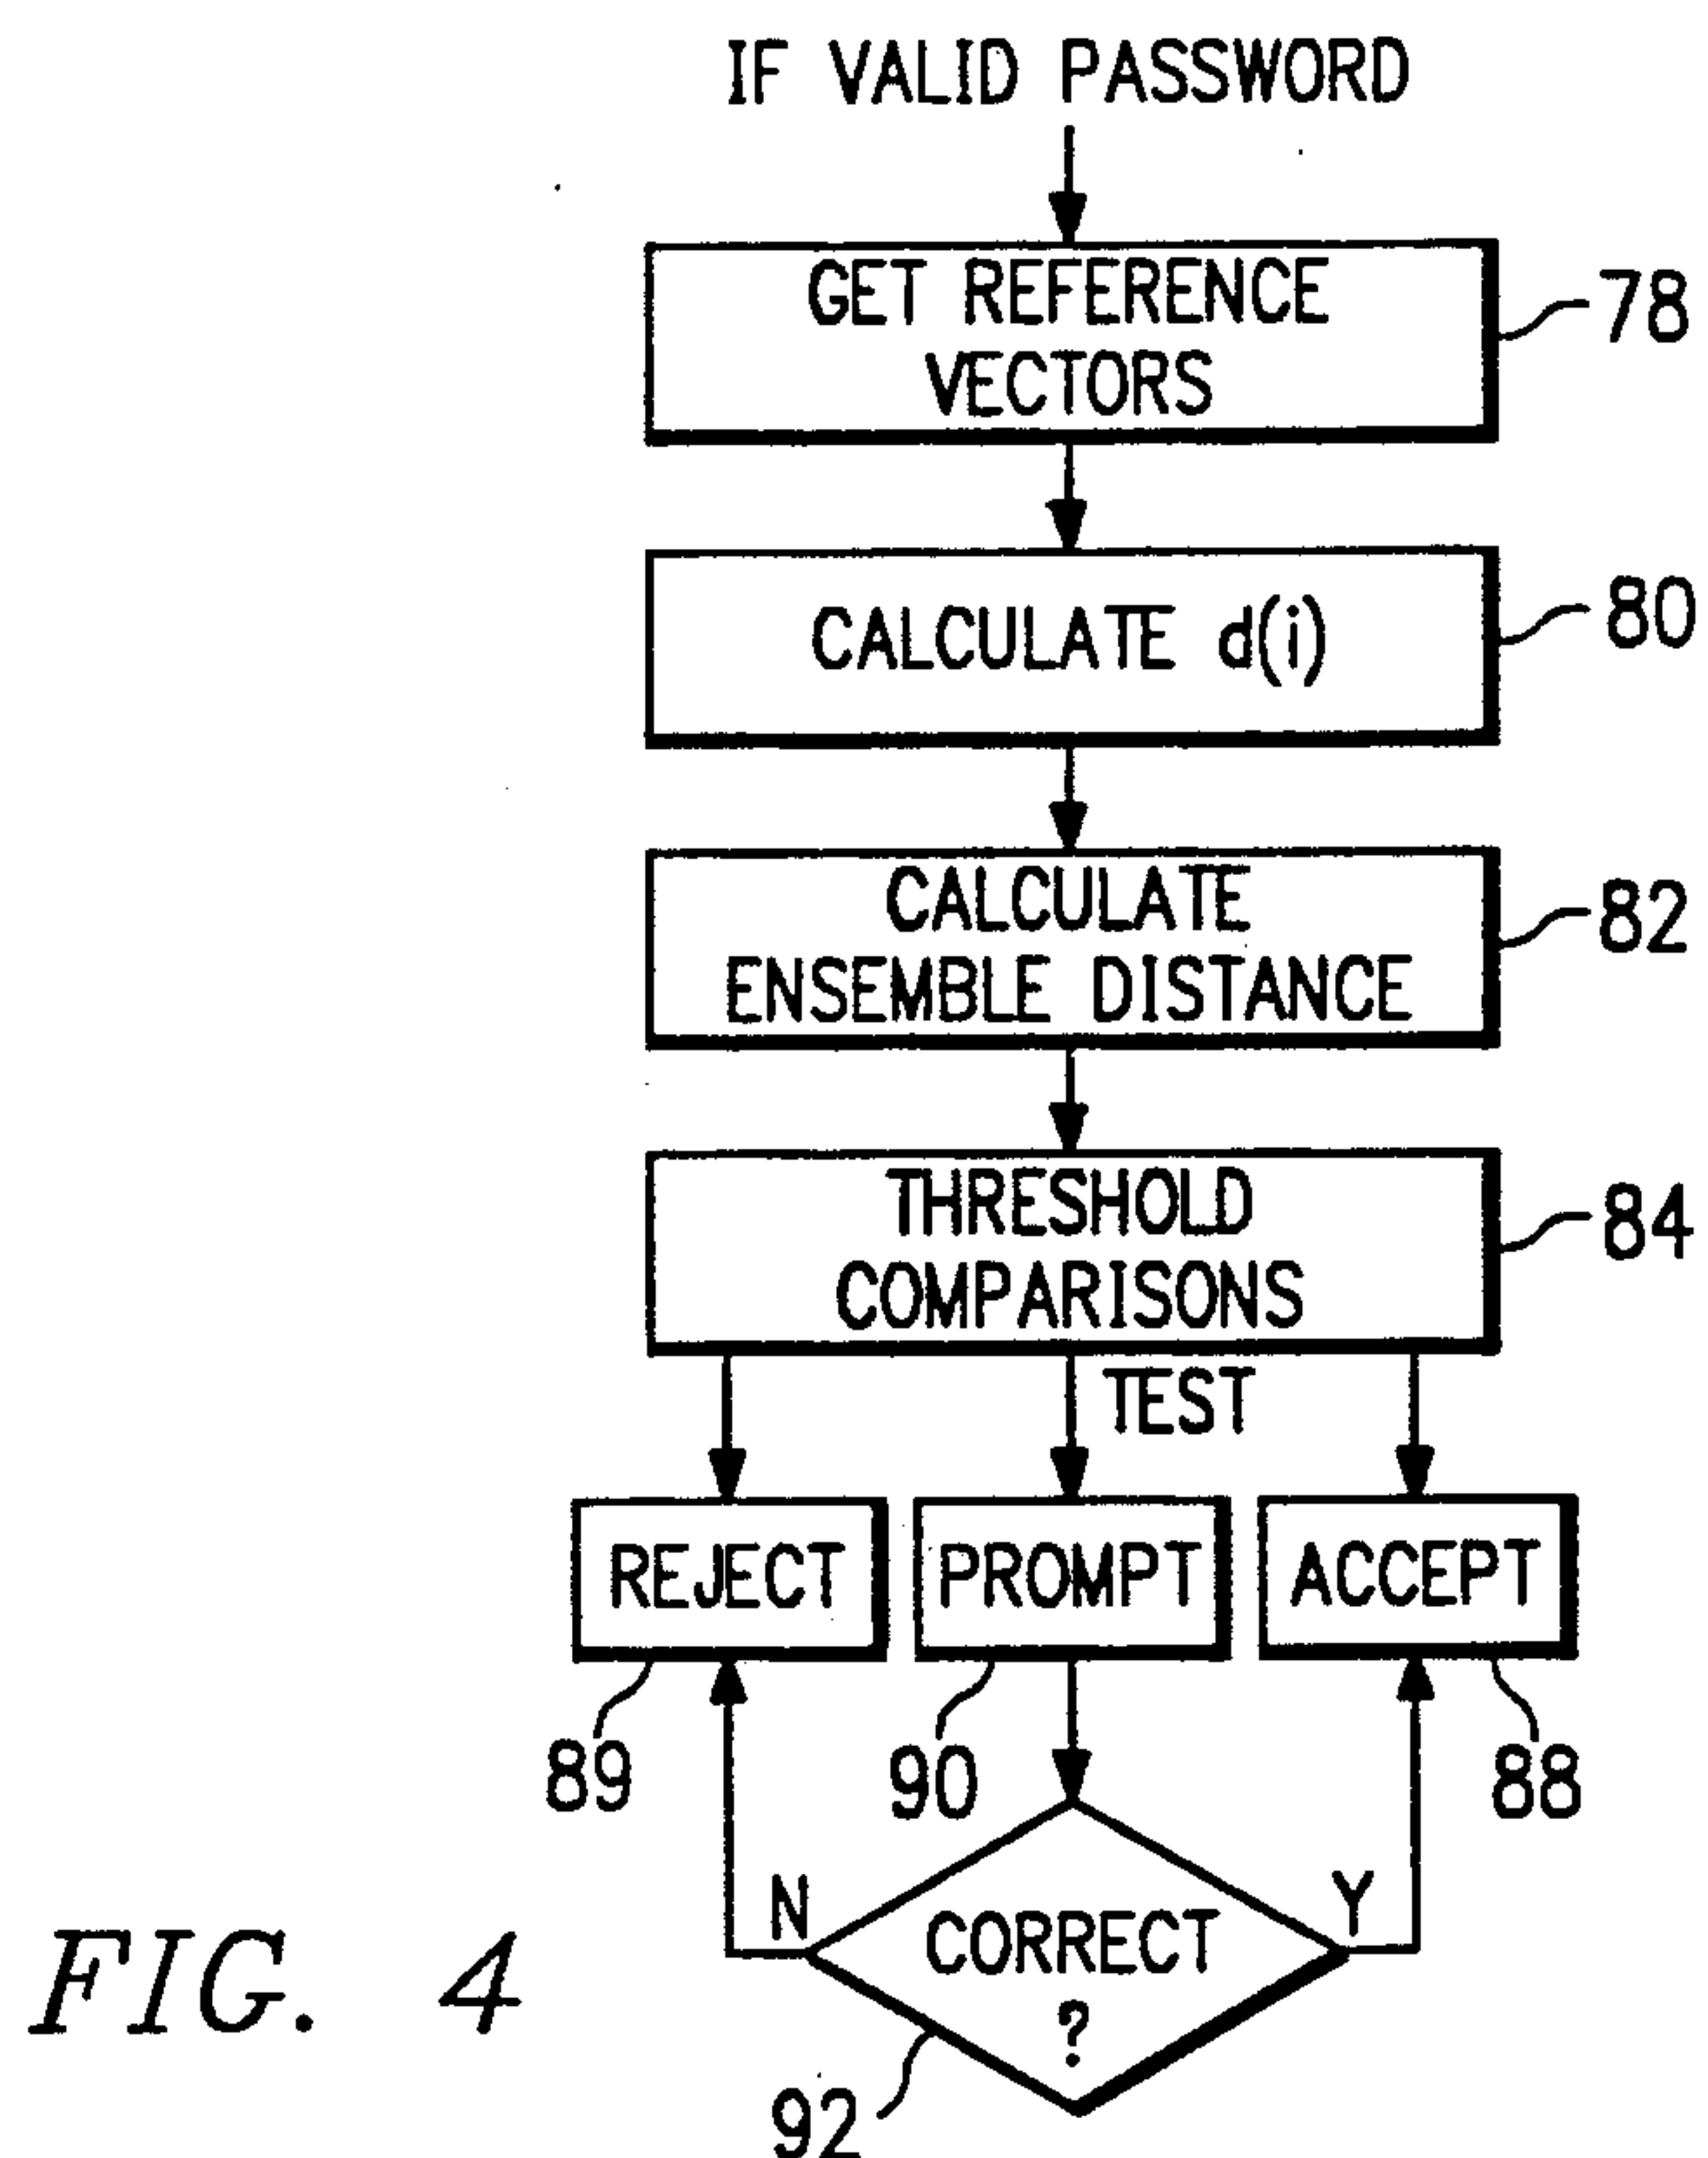 IF VALID PASSWORD
GET REFERENCE
VECTORS
78
CALCULATE d(i)
80
CALCULATE
ENSEMBLE DISTANCE
82
THRESHOLD
COMPARISONS
84
TEST
REJECT
PROMPT
ACCEPT
89
90
88
N
Y
CORRECT
?
92
FIG. 4